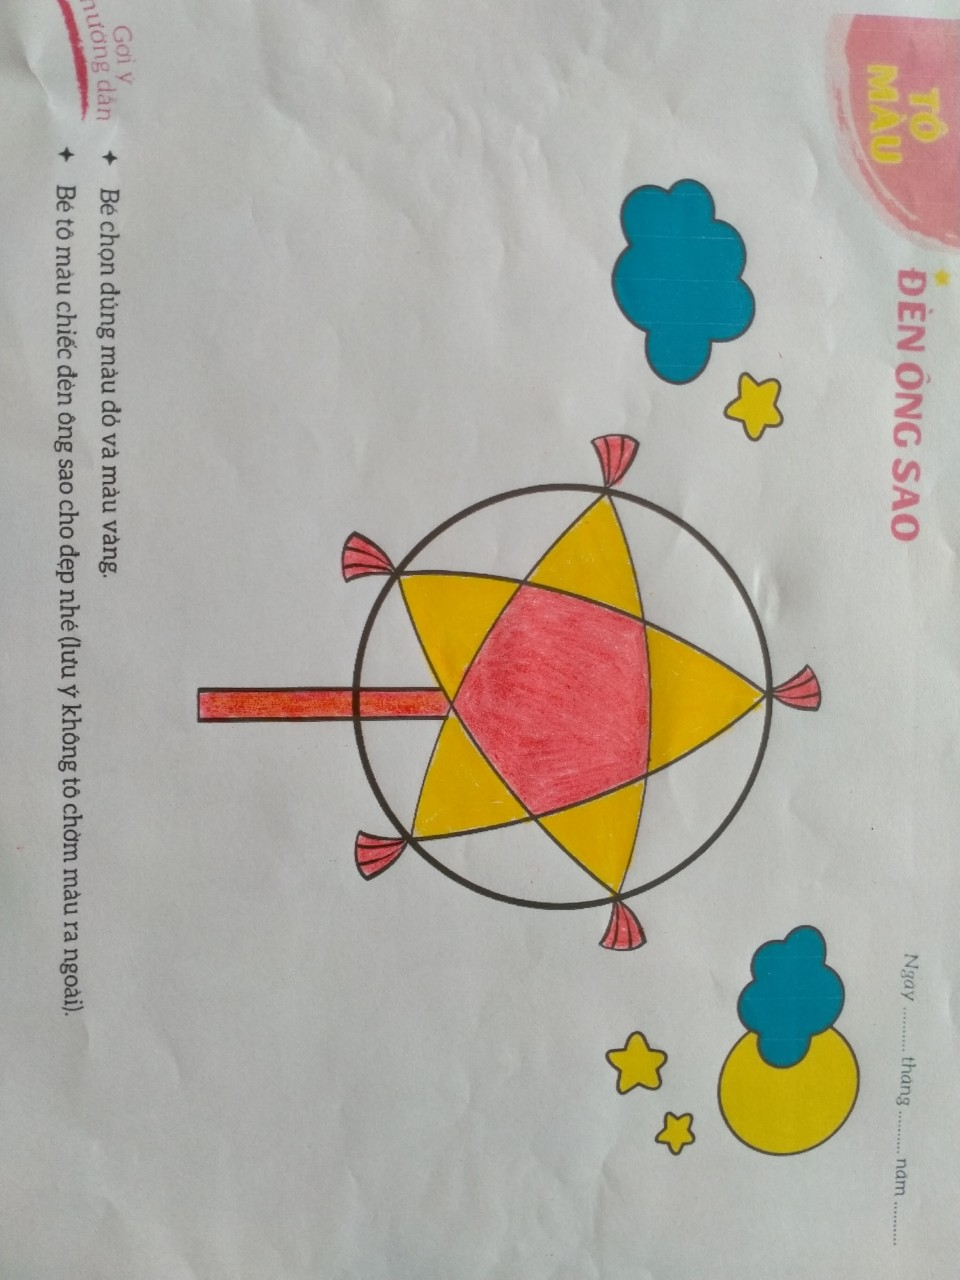 TÔ
MÀU
ĐÈN ÔNG SAO
Ngày .......... tháng .......... năm ..........
Gợi ý
hướng dẫn
Bé chọn đúng màu đỏ và màu vàng.
Bé tô màu chiếc đèn ông sao cho đẹp nhé (lưu ý không tô chờm màu ra ngoài).